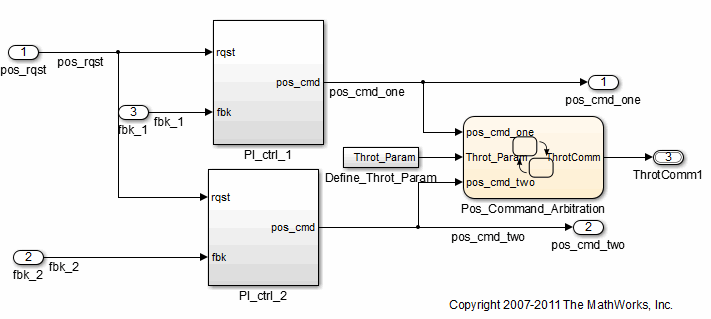 1
pos_rqst
pos_rqst
rqst
pos_cmd
fbk
PI_ctrl_1
3
fbk_1
fbk_1
pos_cmd_one
1
pos_cmd_one
Throt_Param
Define_Throt_Param
pos_cmd_one
Throt_Param
pos_cmd_two
ThrotComm
Pos_Command_Arbitration
3
ThrotComm1
rqst
pos_cmd
fbk
PI_ctrl_2
2
fbk_2
fbk_2
pos_cmd_two
2
pos_cmd_two
Copyright 2007-2011 The MathWorks, Inc.